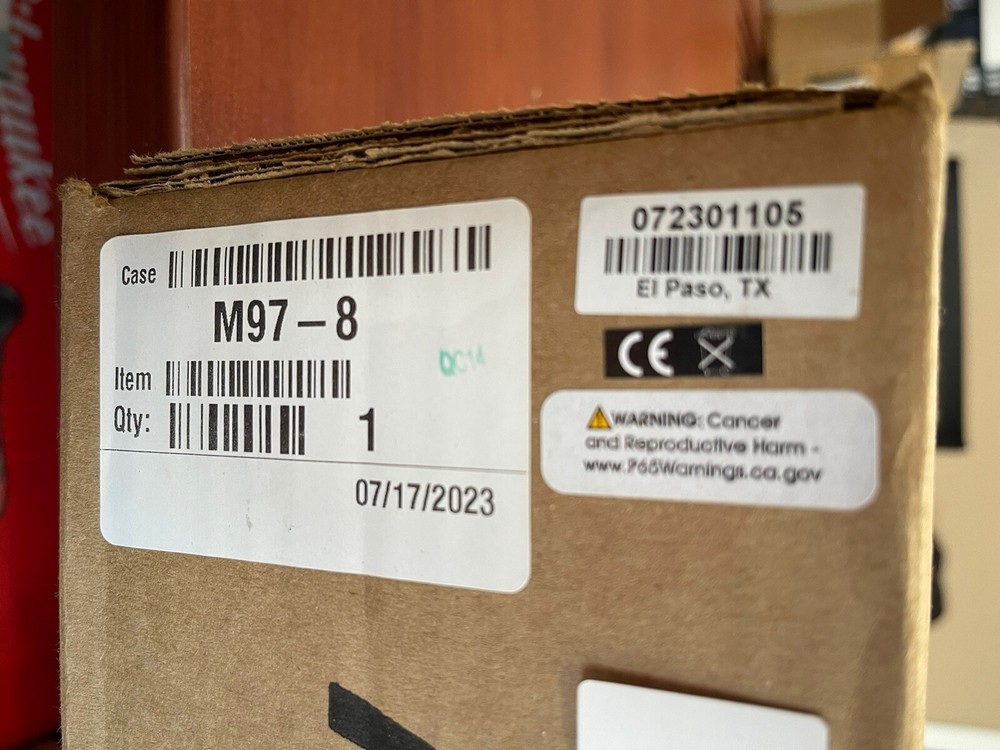 Case
M97-8
Item
Qty: 1
QC14
07/17/2023
072301105
El Paso, TX
CE
WARNING: Cancer
and Reproductive Harm -
www.P65Warnings.ca.gov